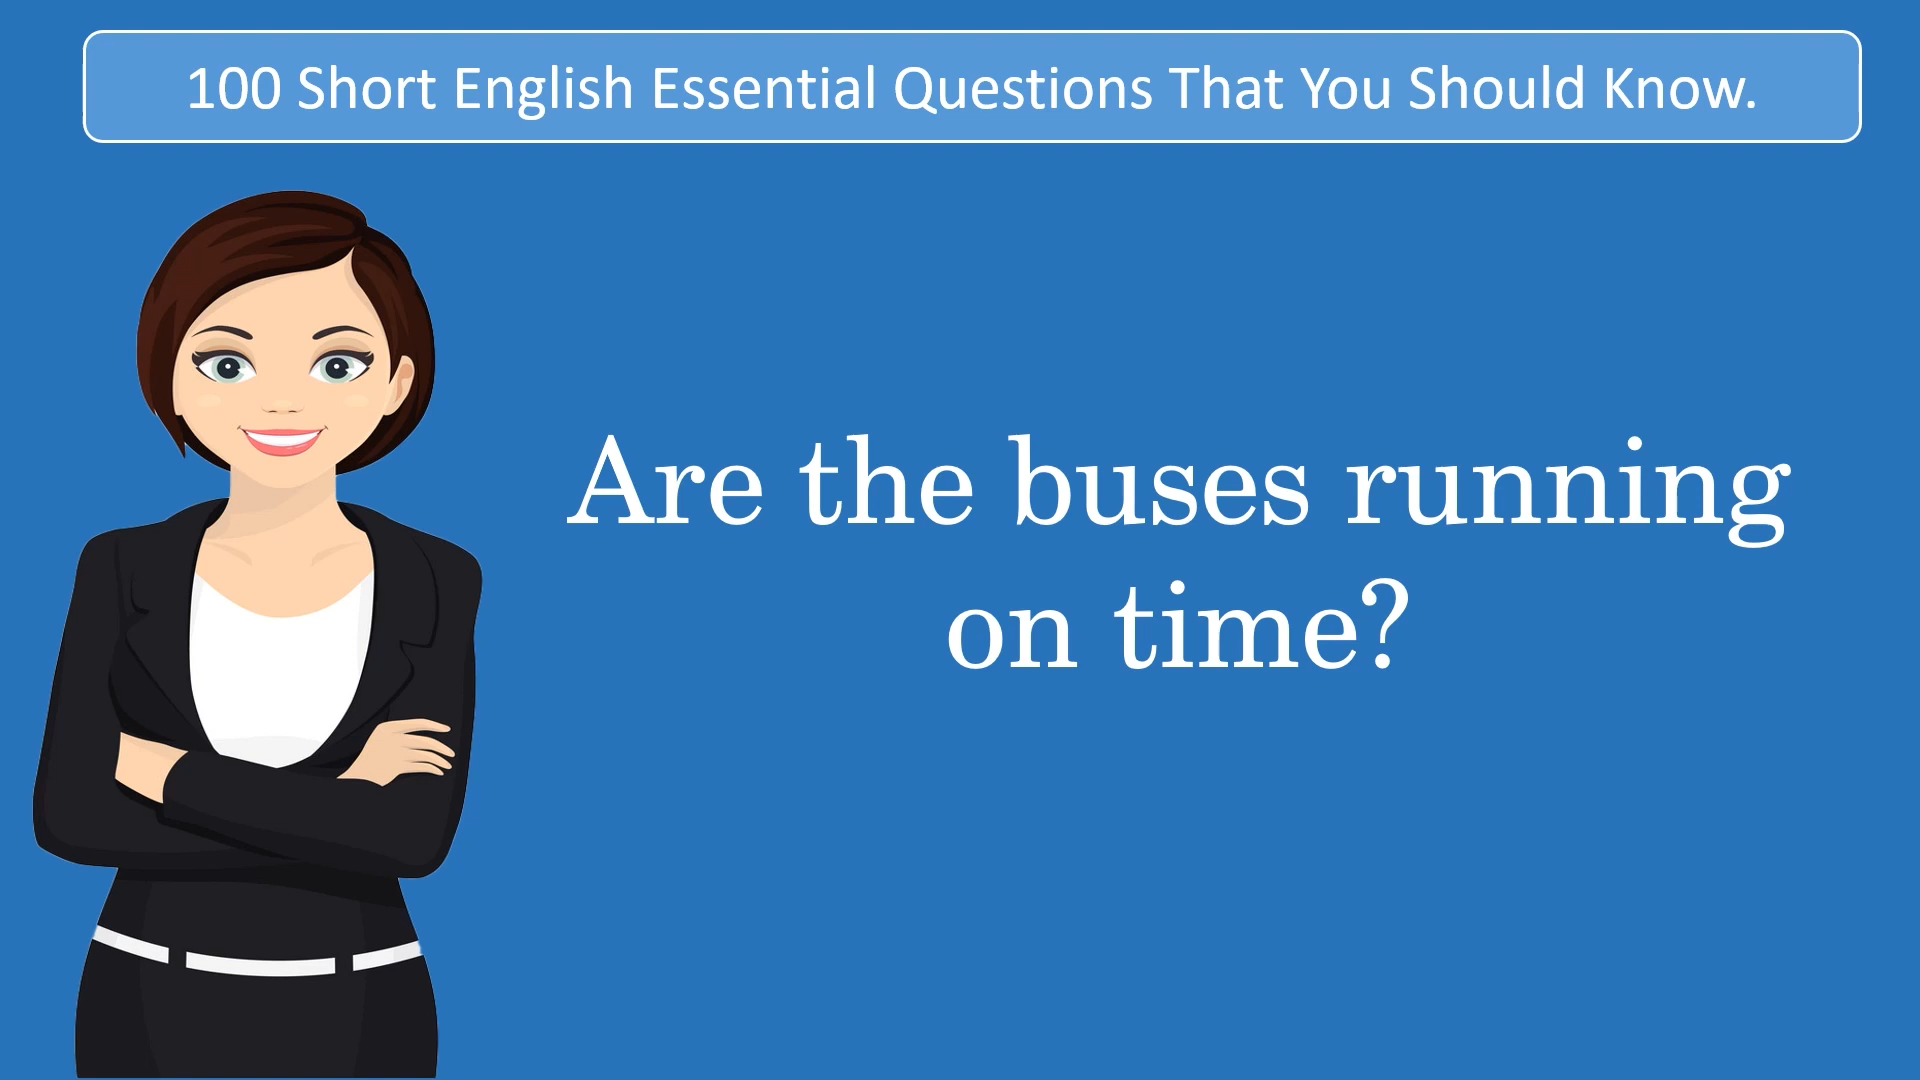 100 Short English Essential Questions That You Should Know.
Are the buses running
on time?